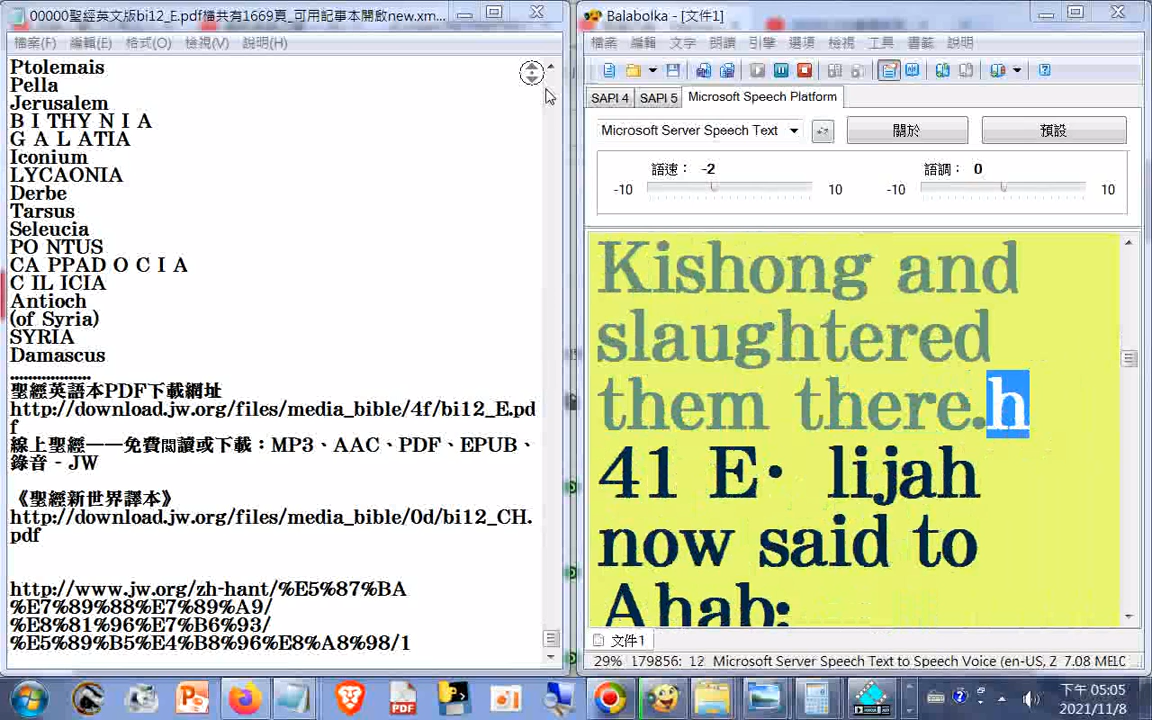 00000聖經英文版bi12_E.pdf檔共有1669頁_可用記事本開啟new.xm...
檔案(F) 編輯(E) 格式(O) 檢視(V) 說明(H)
Ptolemais
Pella
Jerusalem
B I THY N I A
G A L ATIA
Iconium
LYCAONIA
Derbe
Tarsus
Seleucia
PO NTUS
CA PPAD O C I A
C IL ICIA
Antioch
(of Syria)
SYRIA
Damascus
..................
聖經英語本PDF下載網址
http://download.jw.org/files/media_bible/4f/bi12_E.pd
f
線上聖經——免費閱讀或下載：MP3、AAC、PDF、EPUB、
錄音 - JW
《聖經新世界譯本》
http://download.jw.org/files/media_bible/0d/bi12_CH.
pdf
http://www.jw.org/zh-hant/%E5%87%BA
%E7%89%88%E7%89%A9/
%E8%81%96%E7%B6%93/
%E5%89%B5%E4%B8%96%E8%A8%98/1
Balabolka - [文件1]
檔案 編輯 文字 朗讀 引擎 選項 檢視 工具 書籤 說明
SAPI 4 SAPI 5 Microsoft Speech Platform
Microsoft Server Speech Text 關於 預設
語速： -2 語調： 0
-10 10 -10 10
Kishong and
slaughtered
them there.h
41 E· lijah
now said to
Ahab:
文件1
29% 179856: 12 Microsoft Server Speech Text to Speech Voice (en-US, Z 7.08 MELC
PDF
下午 05:05
2021/11/8